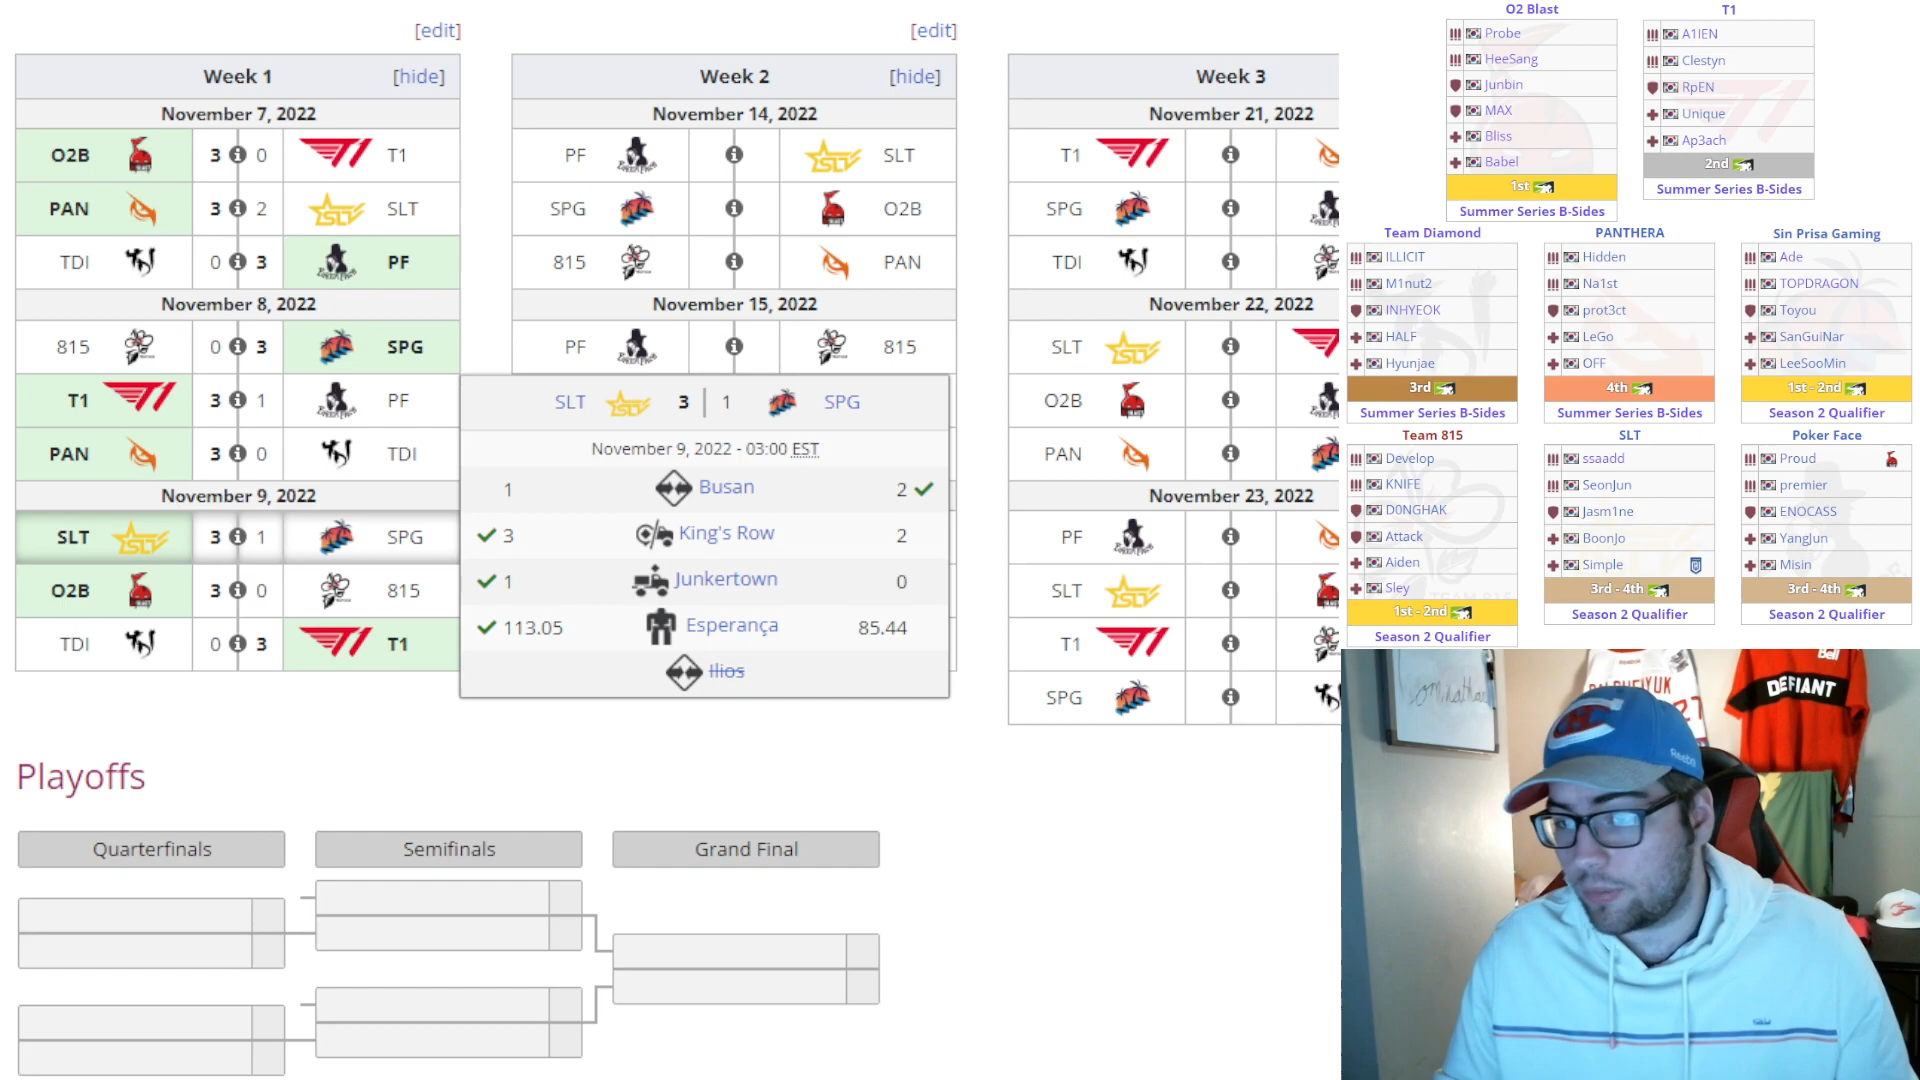 [edit]
[edit]
Week 1 [hide]
November 7, 2022
O2B 3 0 T1
PAN 3 2 SLT
TDI 0 3 PF
November 8, 2022
815 0 3 SPG
T1 3 1 PF
PAN 3 0 TDI
November 9, 2022
SLT 3 1 SPG
O2B 3 0 815
TDI 0 3 T1
Week 2 [hide]
November 14, 2022
PF SLT
SPG O2B
815 PAN
November 15, 2022
PF 815
SLT 3 1 SPG
November 9, 2022 - 03:00 EST
1 Busan 2
3 King's Row 2
1 Junkertown 0
113.05 Esperança 85.44
Ilios
Week 3
November 21, 2022
T1
SPG
TDI
November 22, 2022
SLT
O2B
PAN
November 23, 2022
PF
SLT
T1
SPG
Playoffs
Quarterfinals
Semifinals
Grand Final
O2 Blast
Probe
HeeSang
Junbin
MAX
Bliss
Babel
1st
Summer Series B-Sides
T1
A1IEN
Clestyn
RpEN
Unique
Ap3ach
2nd
Summer Series B-Sides
Team Diamond
ILLICIT
M1nut2
INHYEOK
HALF
Hyunjae
3rd
Summer Series B-Sides
PANTHERA
Hidden
Na1st
prot3ct
LeGo
OFF
4th
Summer Series B-Sides
Sin Prisa Gaming
Ade
TOPDRAGON
Toyou
SanGuiNar
LeeSooMin
1st - 2nd
Season 2 Qualifier
Team 815
Develop
KNIFE
D0NGHAK
Attack
Aiden
Sley
1st - 2nd
Season 2 Qualifier
SLT
ssaadd
SeonJun
Jasm1ne
BoonJo
Simple
3rd - 4th
Season 2 Qualifier
Poker Face
Proud
premier
ENOCASS
YangJun
Misin
3rd - 4th
Season 2 Qualifier
Bell
DEFIANT
27
Reebok